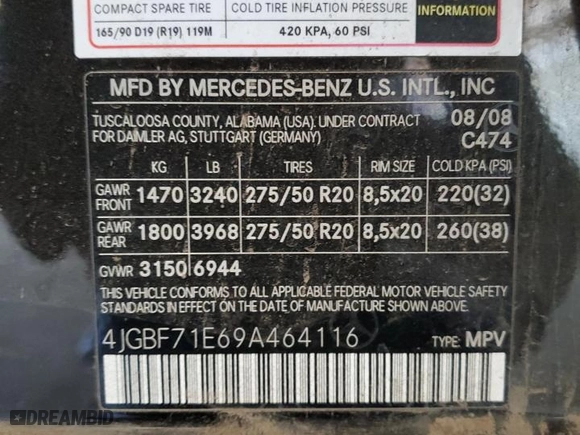 COMPACT SPARE TIRE COLD TIRE INFLATION PRESSURE
165/90 D19 (R19) 119M 420 KPA, 60 PSI
INFORMATION
MFD BY MERCEDES-BENZ U.S. INTL., INC
TUSCALOOSA COUNTY, ALABAMA (USA). UNDER CONTRACT 08/08
FOR DAIMLER AG, STUTTGART (GERMANY) C474
KG LB TIRES RIM SIZE COLD KPA (PSI)
GAWR FRONT 1470 3240 275/50 R20 8,5x20 220(32)
GAWR REAR 1800 3968 275/50 R20 8,5x20 260(38)
GVWR 3150 6944
THIS VEHICLE CONFORMS TO ALL APPLICABLE FEDERAL MOTOR VEHICLE SAFETY
STANDARDS IN EFFECT ON THE DATE OF MANUFACTURE SHOWN ABOVE.
4JGBF71E69A464116 TYPE: MPV
DREAMBID